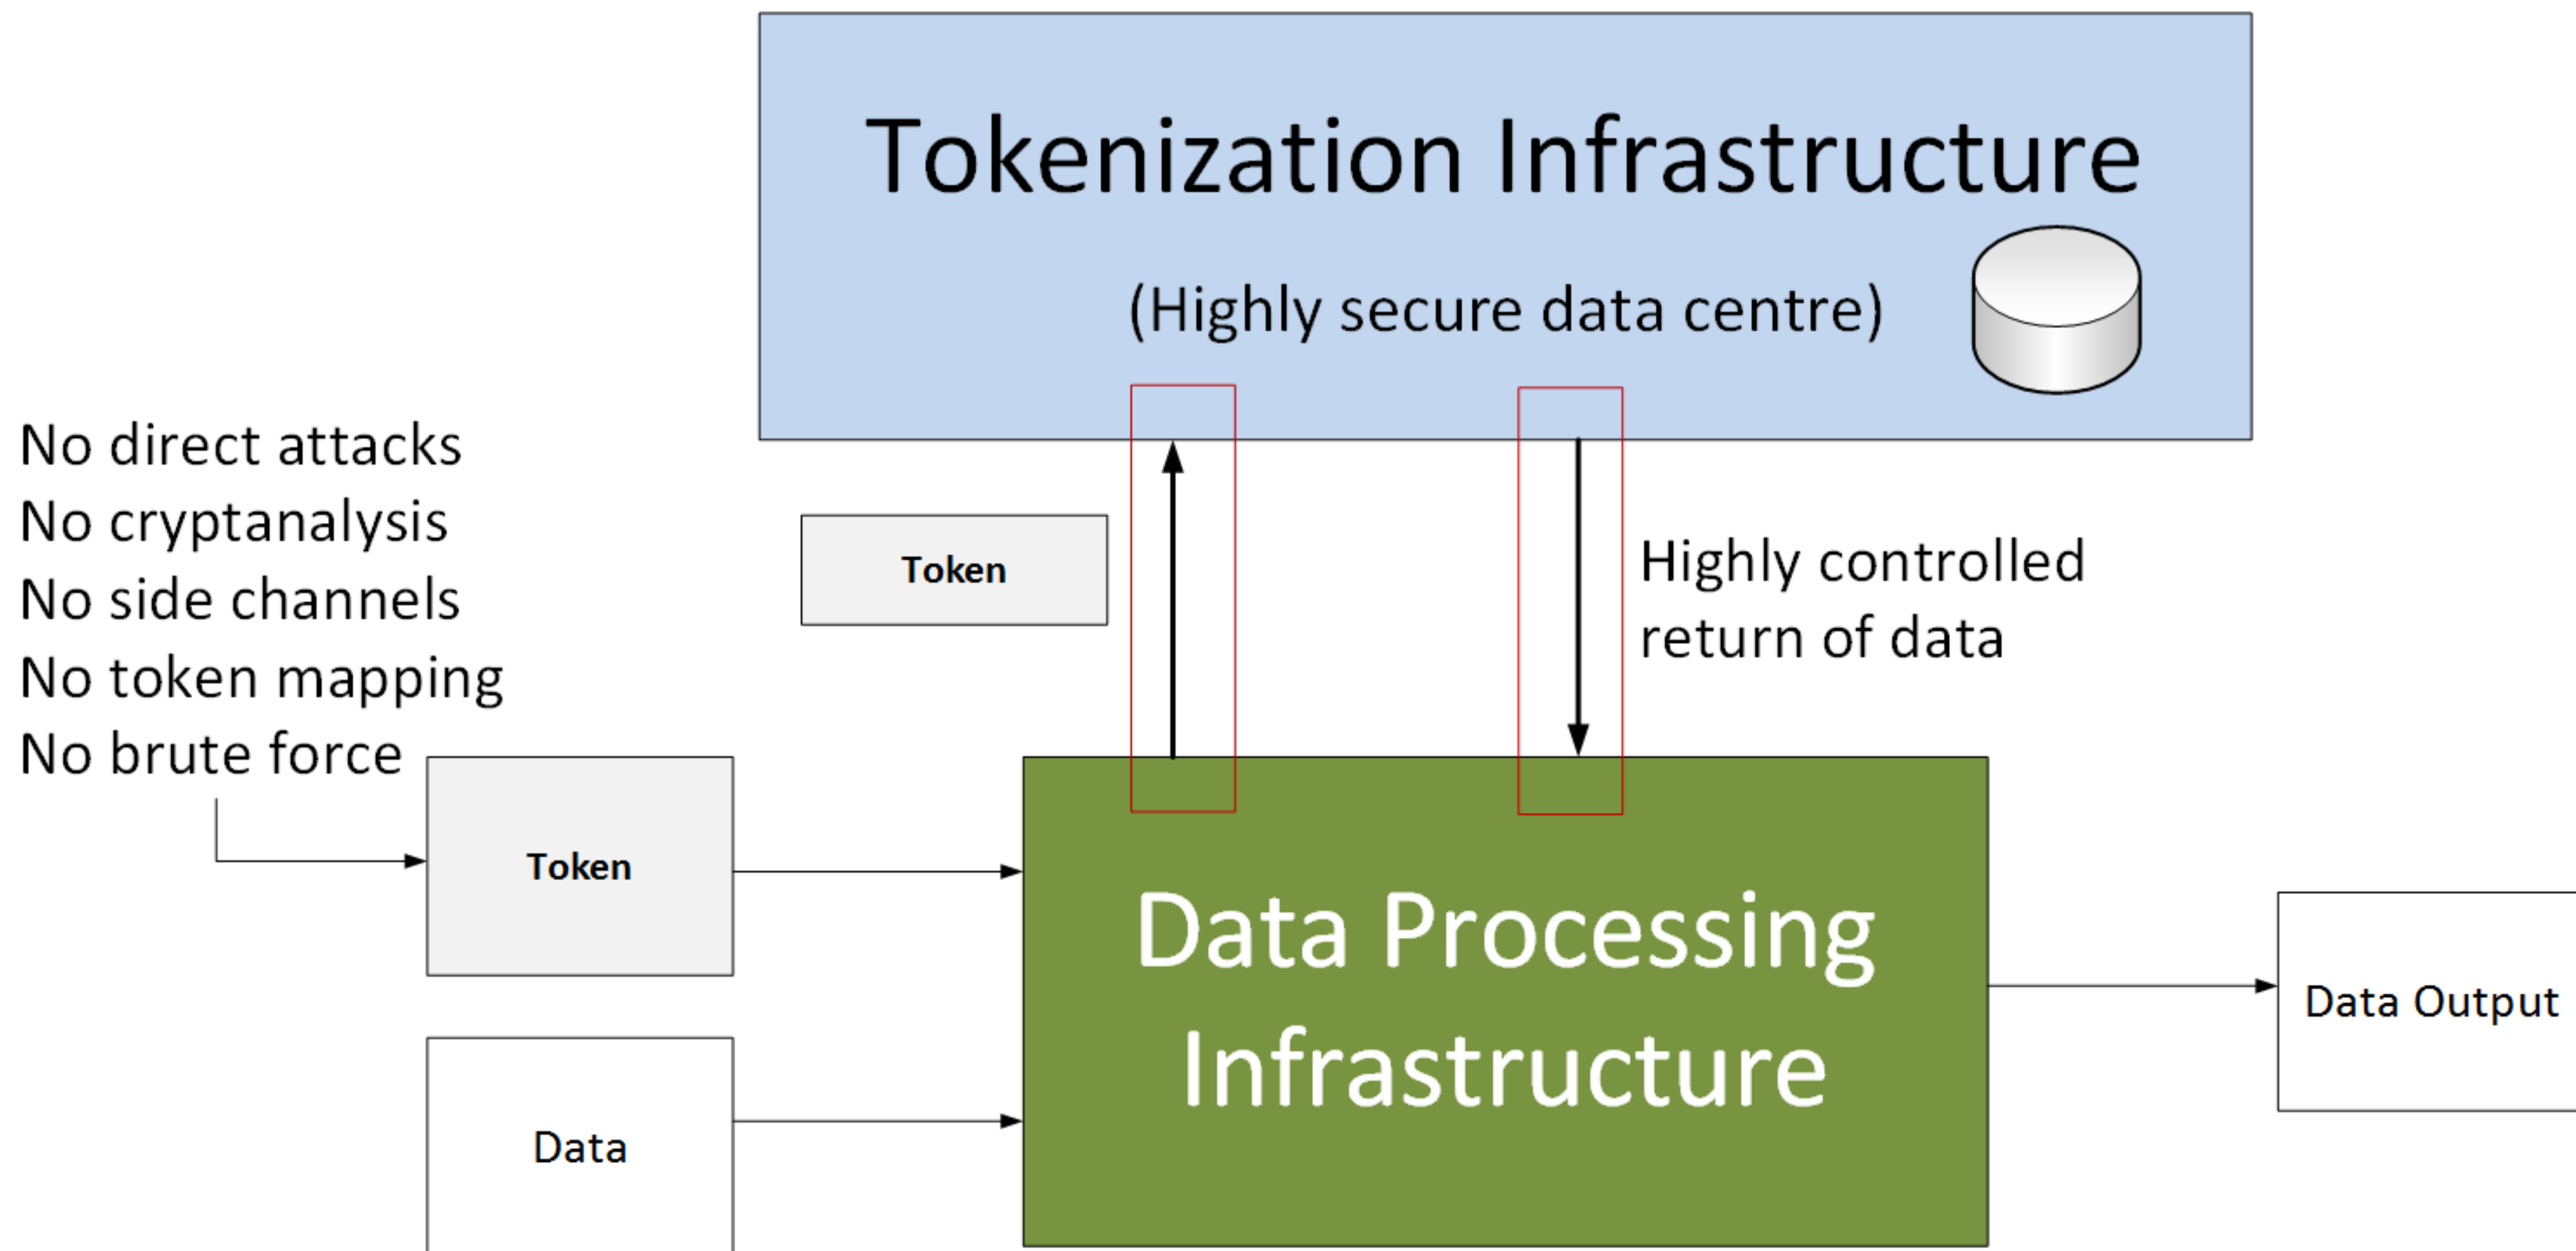 Tokenization Infrastructure
(Highly secure data centre)
No direct attacks
No cryptanalysis
No side channels
No token mapping
No brute force
Token
Highly controlled
return of data
Token
Data Processing
Infrastructure
Data
Data Output